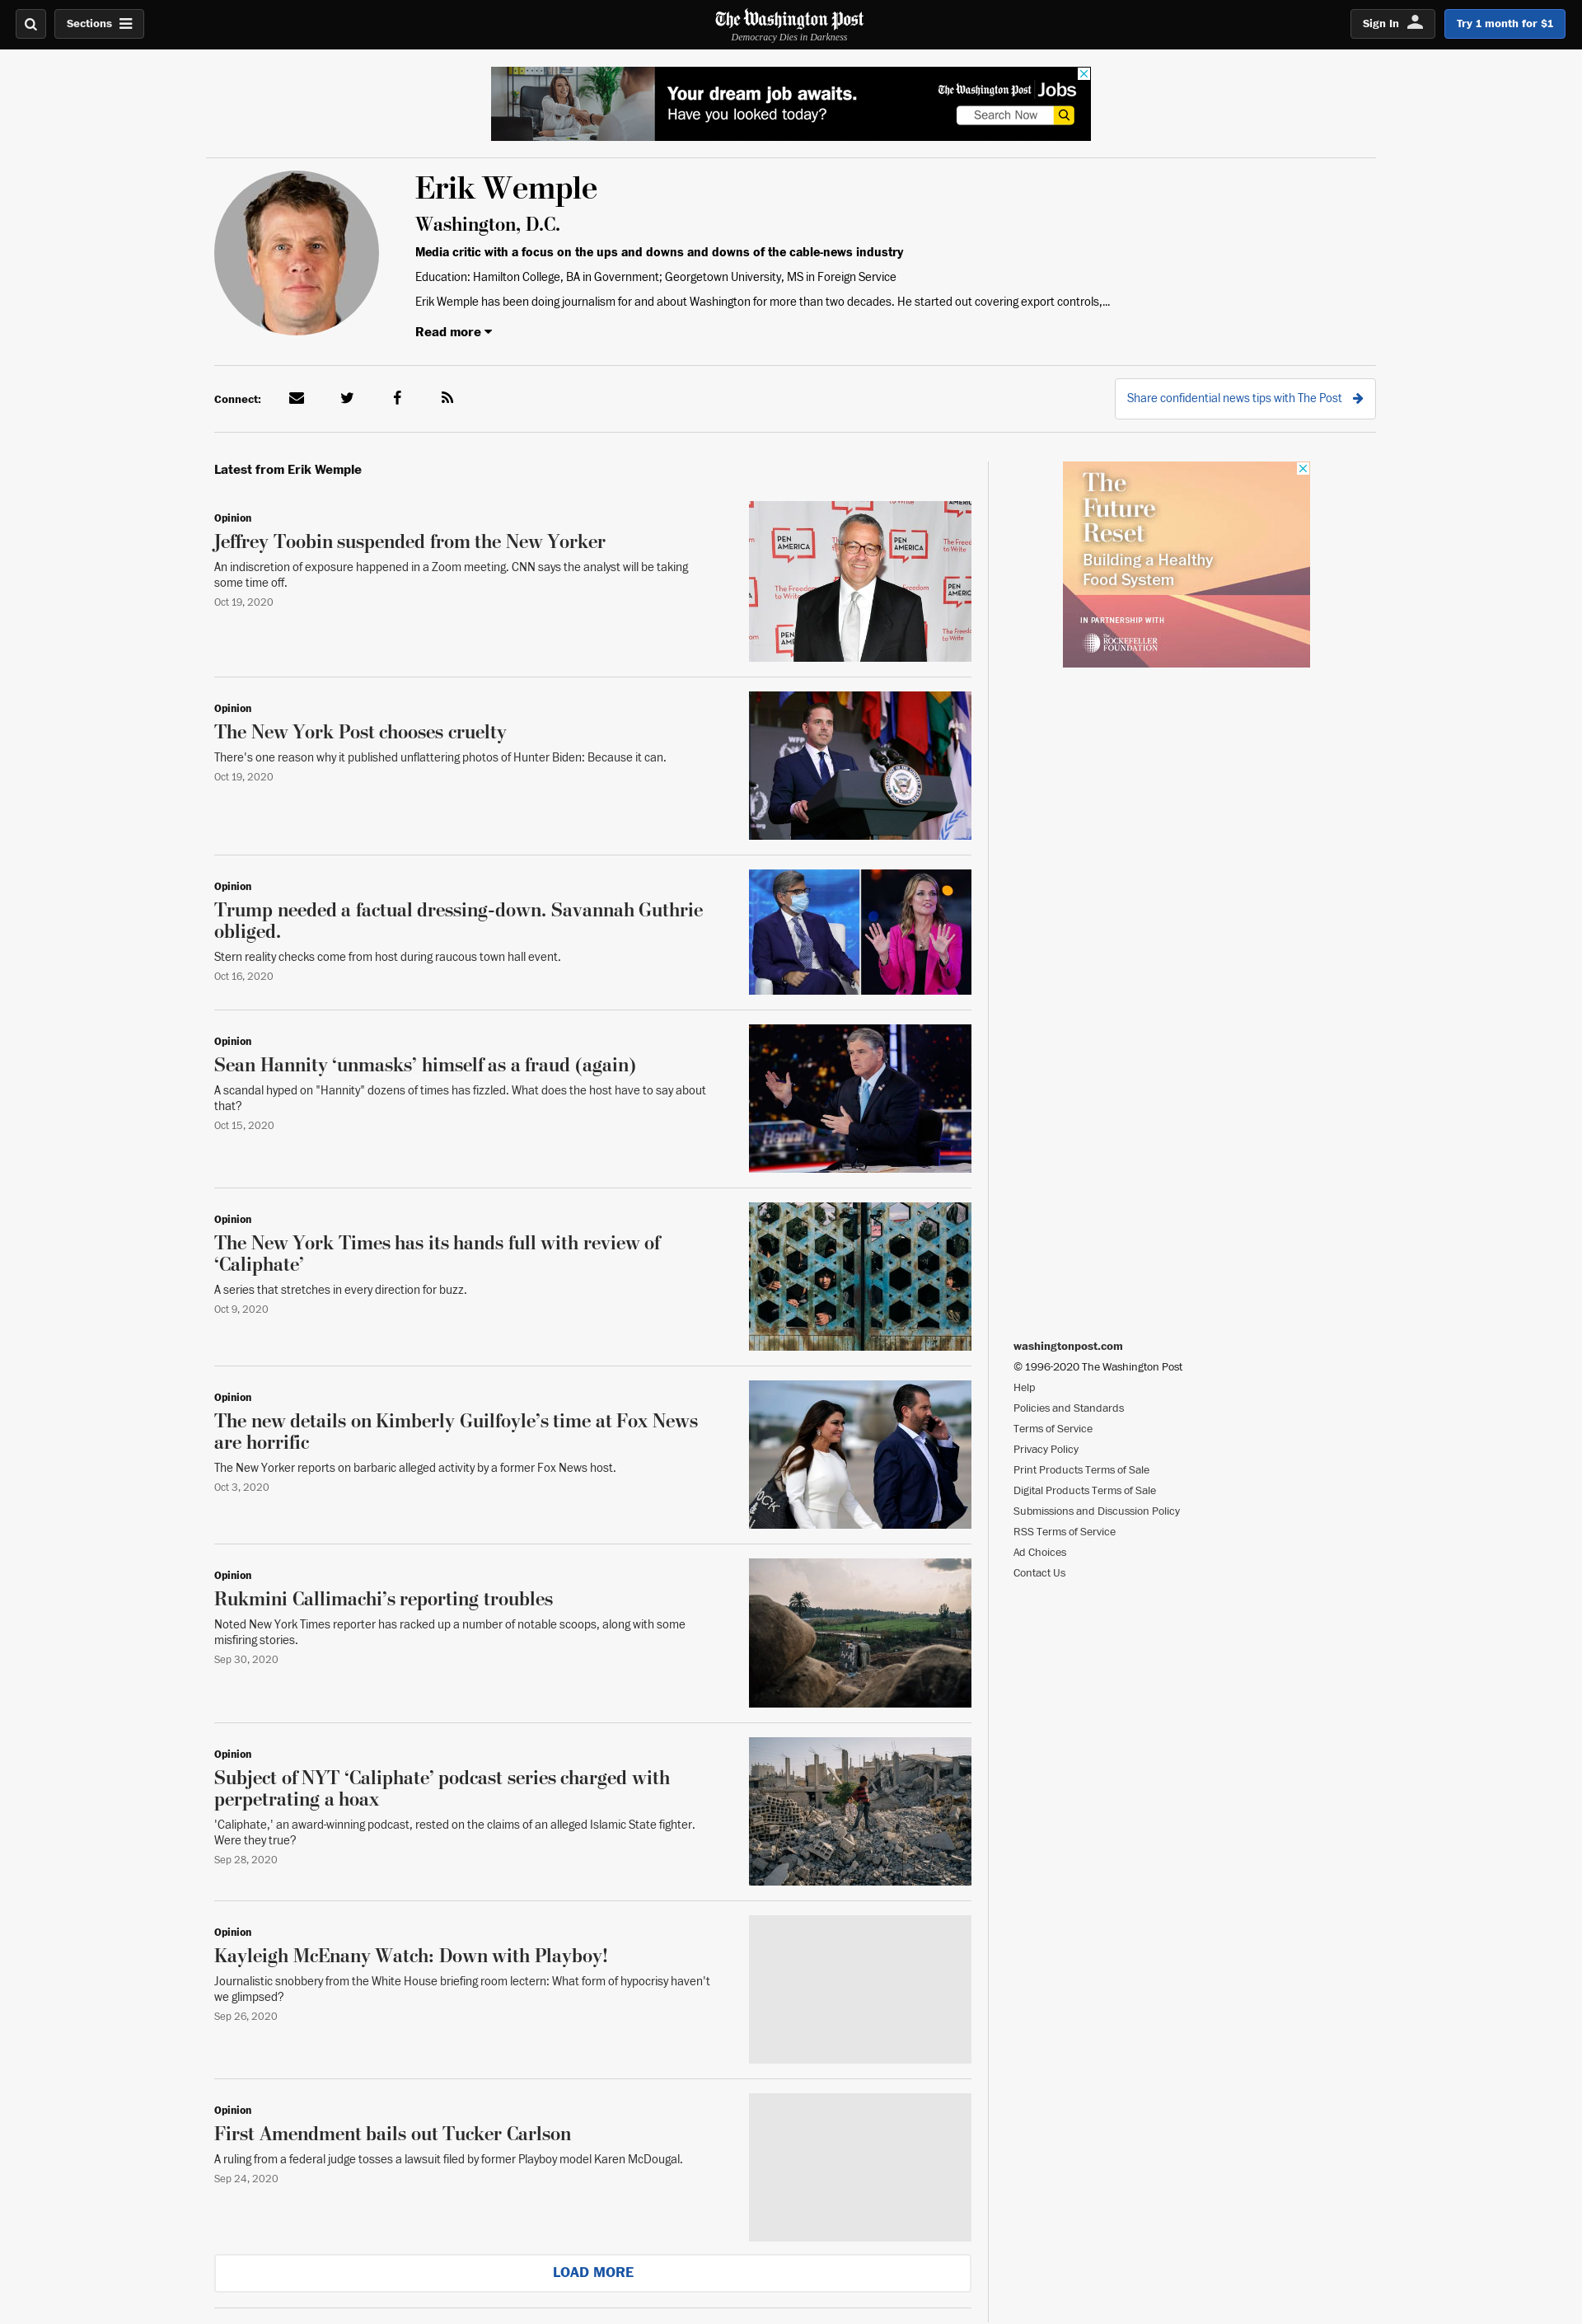 Sections
The Washington Post
Democracy Dies in Darkness
Sign In
Try 1 month for $1
Your dream job awaits.
Have you looked today?
The Washington Post Jobs
Search Now
Erik Wemple
Washington, D.C.
Media critic with a focus on the ups and downs and downs of the cable-news industry
Education: Hamilton College, BA in Government; Georgetown University, MS in Foreign Service
Erik Wemple has been doing journalism for and about Washington for more than two decades. He started out covering export controls,...
Read more
Connect:
Share confidential news tips with The Post
Latest from Erik Wemple
Opinion
Jeffrey Toobin suspended from the New Yorker
An indiscretion of exposure happened in a Zoom meeting. CNN says the analyst will be taking
some time off.
Oct 19, 2020
PEN
AMERICA
The Freedom
to Write
The
Future
Reset
Building a Healthy
Food System
IN PARTNERSHIP WITH
The
ROCKEFELLER
FOUNDATION
Opinion
The New York Post chooses cruelty
There's one reason why it published unflattering photos of Hunter Biden: Because it can.
Oct 19, 2020
Opinion
Trump needed a factual dressing-down. Savannah Guthrie
obliged.
Stern reality checks come from host during raucous town hall event.
Oct 16, 2020
Opinion
Sean Hannity ‘unmasks’ himself as a fraud (again)
A scandal hyped on "Hannity" dozens of times has fizzled. What does the host have to say about
that?
Oct 15, 2020
Hannity
Opinion
The New York Times has its hands full with review of
‘Caliphate’
A series that stretches in every direction for buzz.
Oct 9, 2020
Opinion
The new details on Kimberly Guilfoyle’s time at Fox News
are horrific
The New Yorker reports on barbaric alleged activity by a former Fox News host.
Oct 3, 2020
Opinion
Rukmini Callimachi’s reporting troubles
Noted New York Times reporter has racked up a number of notable scoops, along with some
misfiring stories.
Sep 30, 2020
Opinion
Subject of NYT ‘Caliphate’ podcast series charged with
perpetrating a hoax
'Caliphate,' an award-winning podcast, rested on the claims of an alleged Islamic State fighter.
Were they true?
Sep 28, 2020
Opinion
Kayleigh McEnany Watch: Down with Playboy!
Journalistic snobbery from the White House briefing room lectern: What form of hypocrisy haven't
we glimpsed?
Sep 26, 2020
Opinion
First Amendment bails out Tucker Carlson
A ruling from a federal judge tosses a lawsuit filed by former Playboy model Karen McDougal.
Sep 24, 2020
LOAD MORE
washingtonpost.com
© 1996-2020 The Washington Post
Help
Policies and Standards
Terms of Service
Privacy Policy
Print Products Terms of Sale
Digital Products Terms of Sale
Submissions and Discussion Policy
RSS Terms of Service
Ad Choices
Contact Us